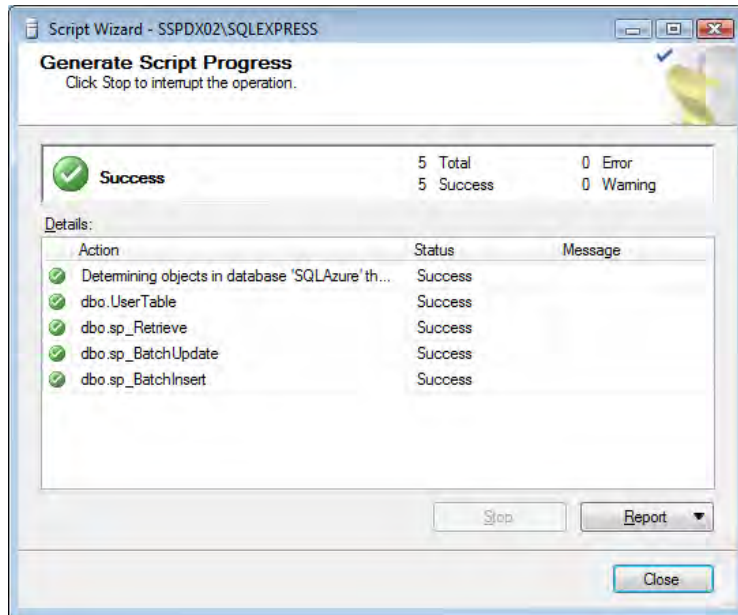 Script Wizard - SSPDX02\SQLEXPRESS
Generate Script Progress
Click Stop to interrupt the operation.
Success
5 Total 0 Error
5 Success 0 Warning
Details:
Action Status Message
Determining objects in database 'SQLAzure' th... Success
dbo.UserTable Success
dbo.sp_Retrieve Success
dbo.sp_BatchUpdate Success
dbo.sp_BatchInsert Success
Stop Report
Close